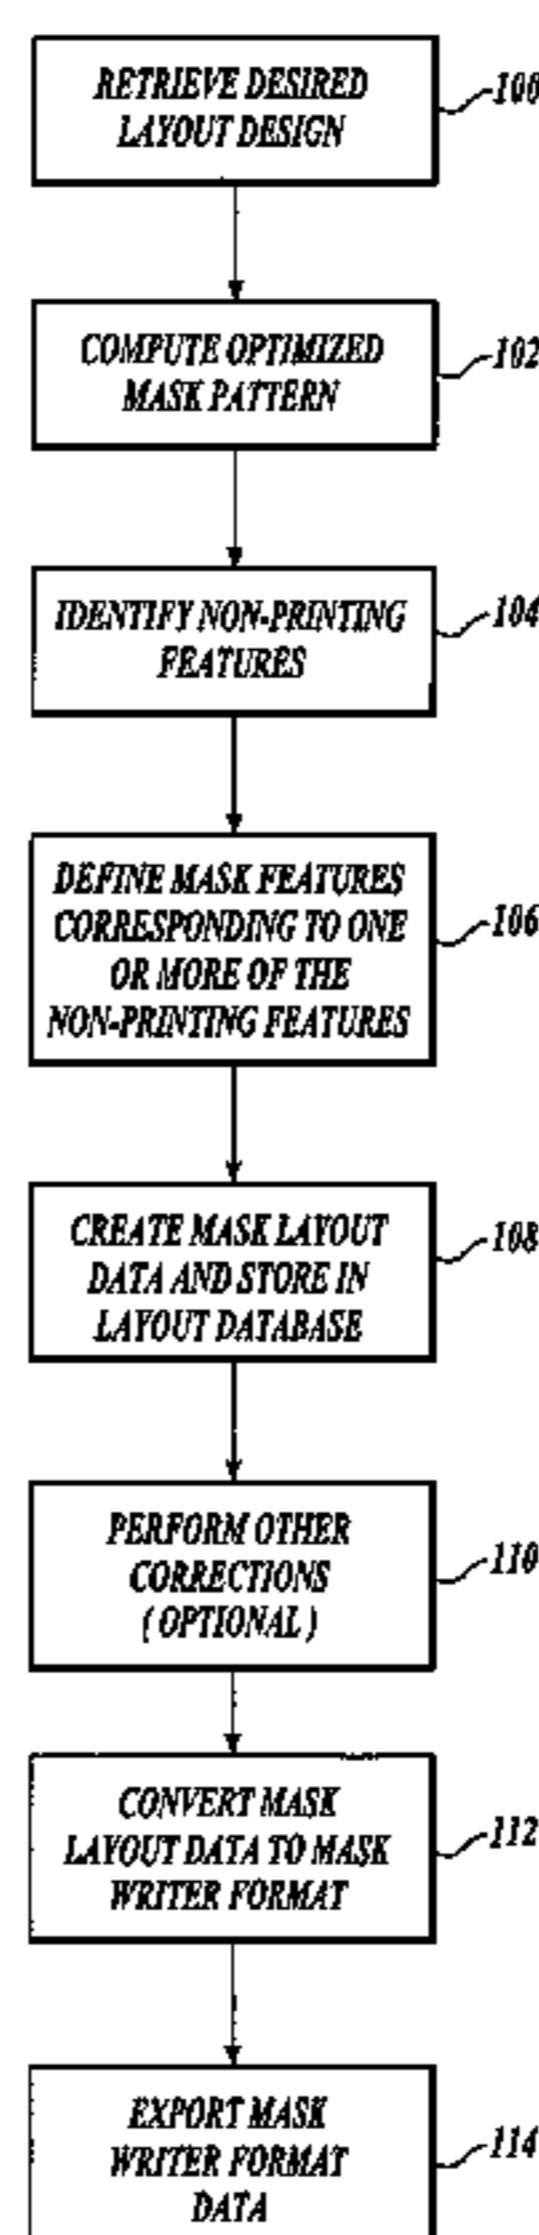 RETRIEVE DESIRED
LAYOUT DESIGN
100
COMPUTE OPTIMIZED
MASK PATTERN
102
IDENTIFY NON-PRINTING
FEATURES
104
DEFINE MASK FEATURES
CORRESPONDING TO ONE
OR MORE OF THE
NON-PRINTING FEATURES
106
CREATE MASK LAYOUT
DATA AND STORE IN
LAYOUT DATABASE
108
PERFORM OTHER
CORRECTIONS
( OPTIONAL )
110
CONVERT MASK
LAYOUT DATA TO MASK
WRITER FORMAT
112
EXPORT MASK
WRITER FORMAT
DATA
114